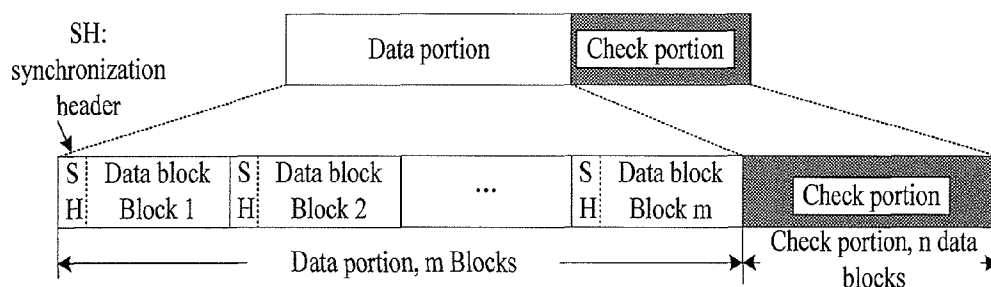 SH:
synchronization
header
Data portion
Check portion
S
H
Data block
Block 1
S
H
Data block
Block 2
...
S
H
Data block
Block m
Check portion
Data portion, m Blocks
Check portion, n data
blocks